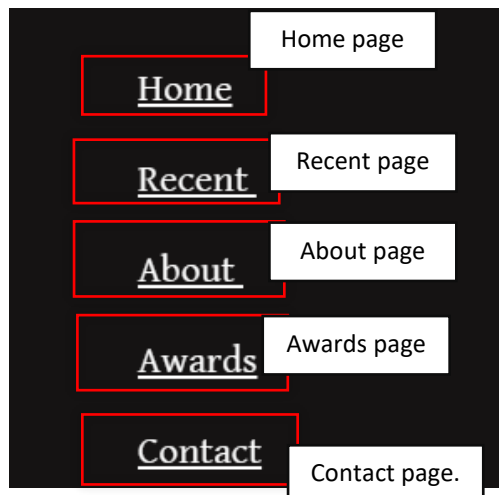 Home page
Home
Recent page
Recent
About page
About
Awards page
Awards
Contact
Contact page.